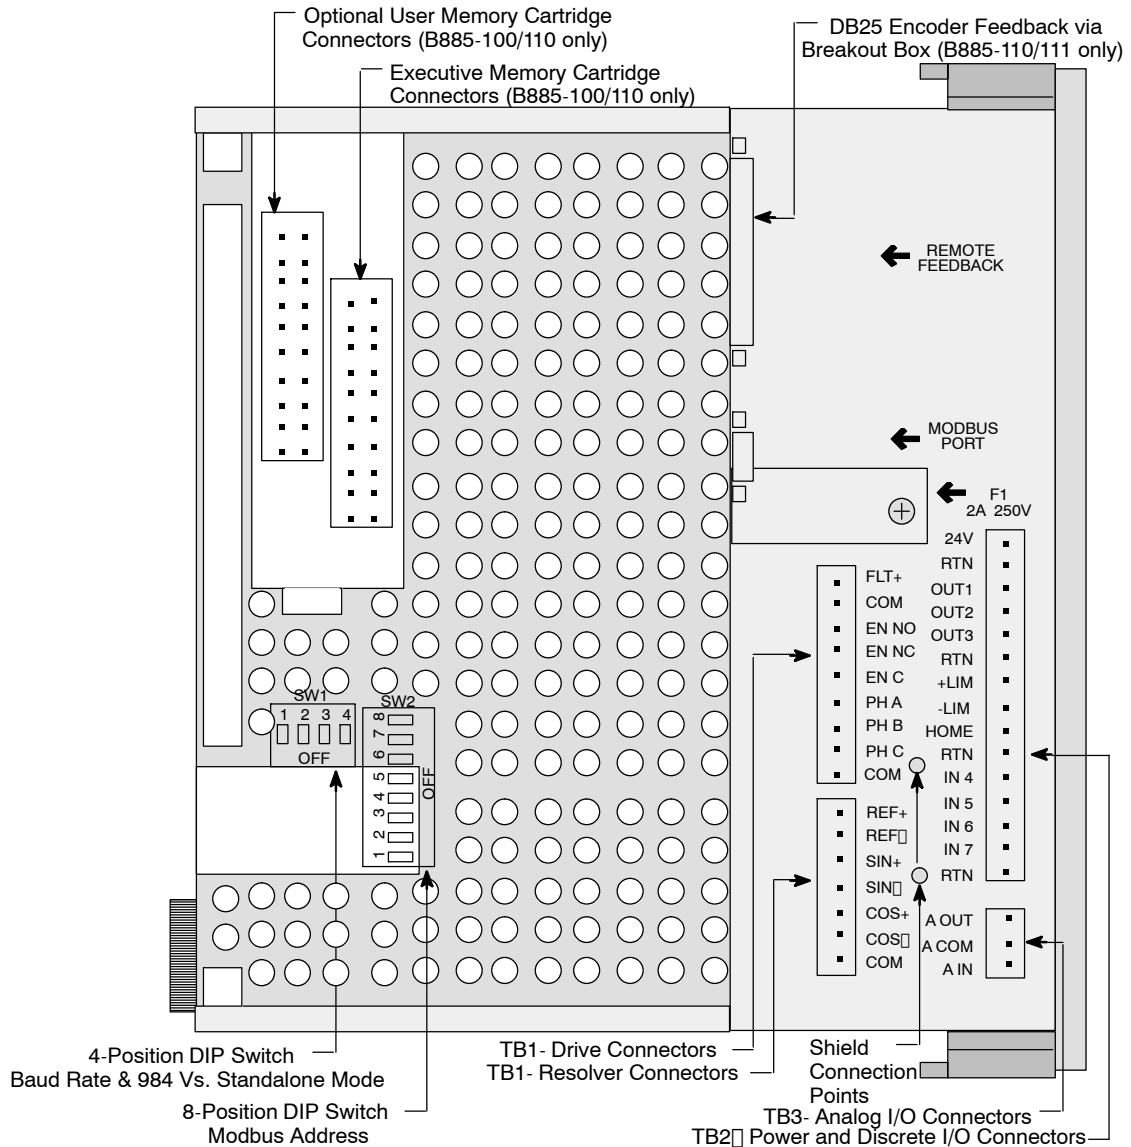 Optional User Memory Cartridge
Connectors (B885-100/110 only)
DB25 Encoder Feedback via
Breakout Box (B885-110/111 only)
Executive Memory Cartridge
Connectors (B885-100/110 only)
REMOTE
FEEDBACK
MODBUS
PORT
F1
2A 250V
24V
RTN
OUT1
OUT2
OUT3
RTN
+LIM
-LIM
HOME
RTN
IN 4
IN 5
IN 6
IN 7
RTN
FLT+
COM
EN NO
EN NC
EN C
PH A
PH B
PH C
COM
REF+
REF▯
SIN+
SIN▯
COS+
COS▯
COM
A OUT
A COM
A IN
SW1
1 2 3 4
OFF
SW2
8
7
6
5
4
3
2
1
OFF
4-Position DIP Switch
Baud Rate & 984 Vs. Standalone Mode
8-Position DIP Switch
Modbus Address
TB1- Drive Connectors
TB1- Resolver Connectors
Shield
Connection
Points
TB3- Analog I/O Connectors
TB2▯ Power and Discrete I/O Connectors